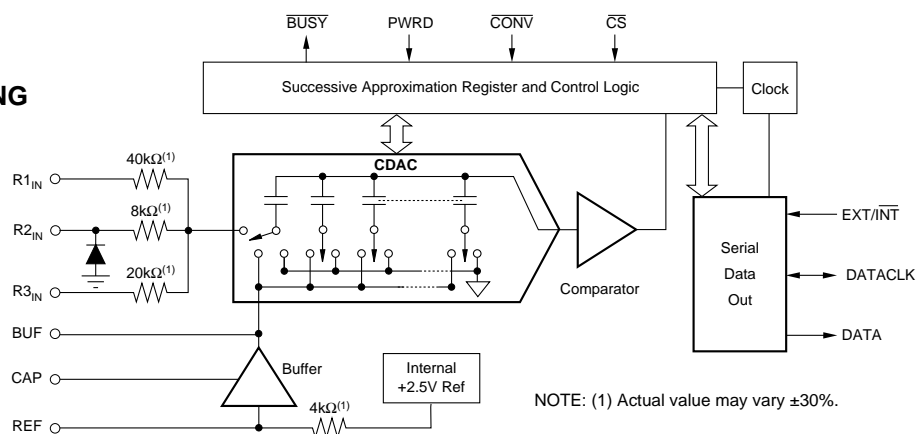 BUSY PWRD CONV CS
NG
Successive Approximation Register and Control Logic
Clock
CDAC
40kΩ(1)
R1IN
8kΩ(1)
R2IN
20kΩ(1)
R3IN
BUF
CAP
REF
Buffer
4kΩ(1)
Internal
+2.5V Ref
Comparator
Serial
Data
Out
EXT/INT
DATACLK
DATA
NOTE: (1) Actual value may vary ±30%.